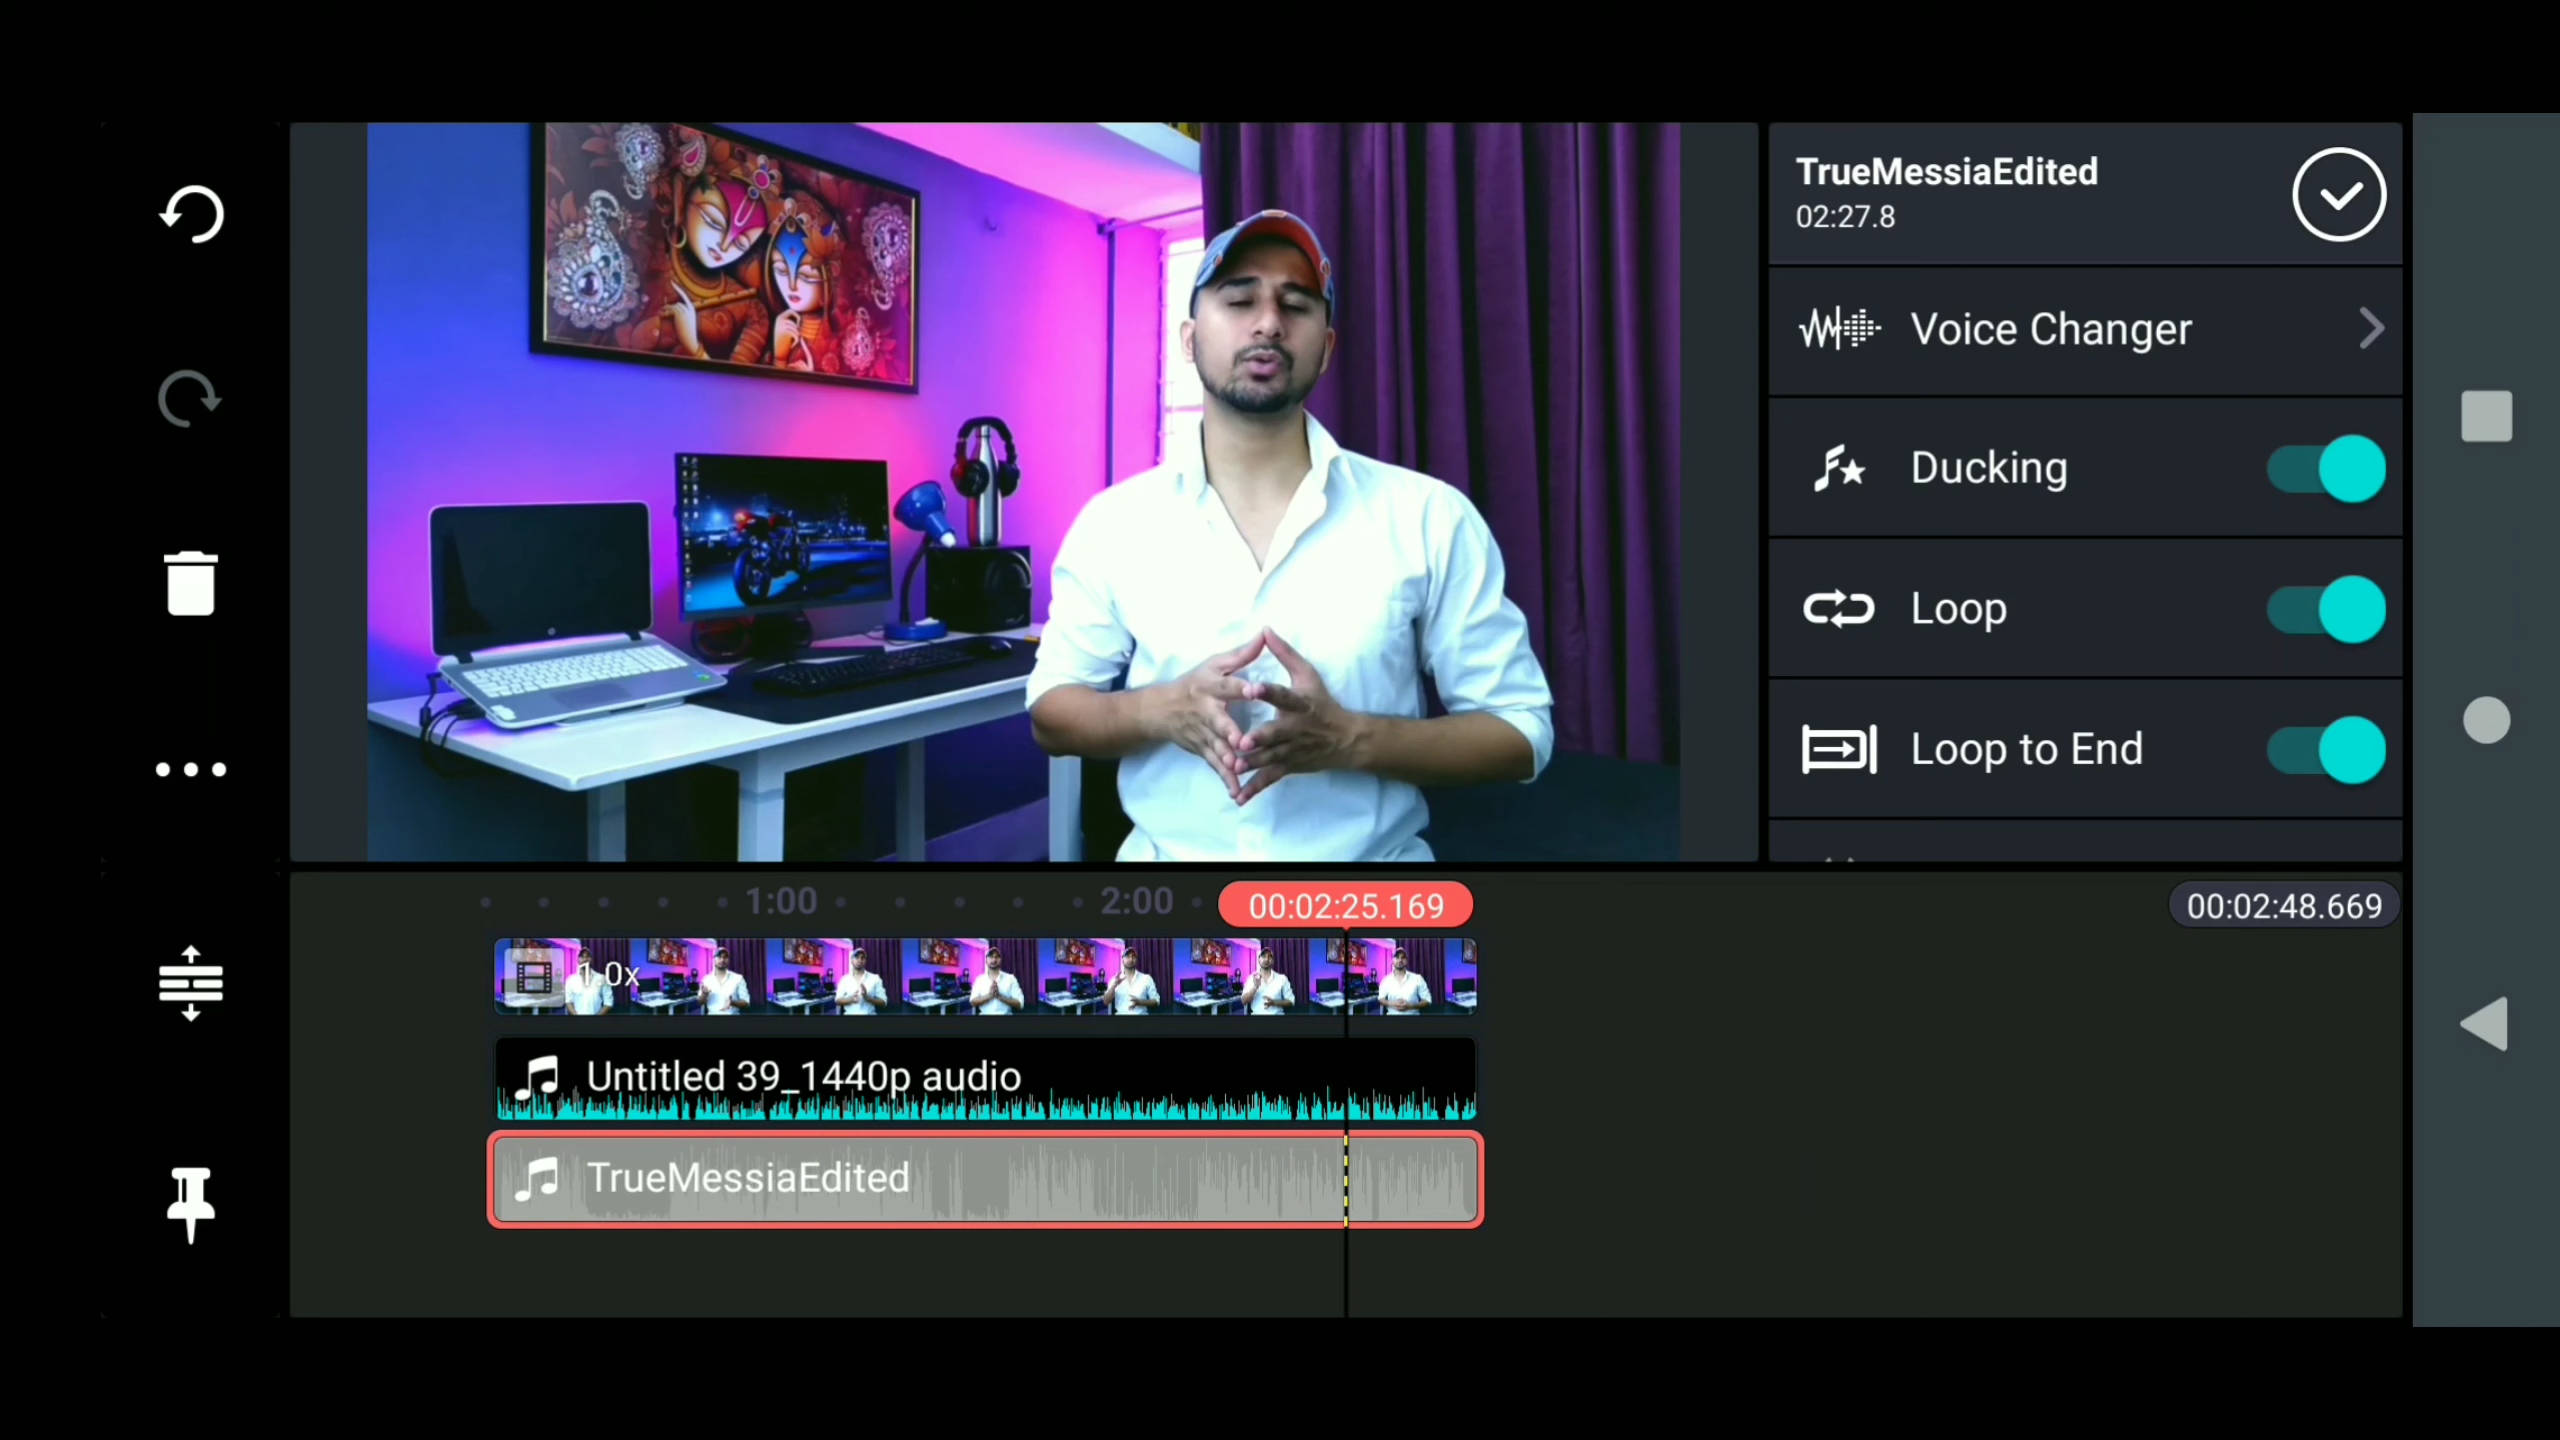 TrueMessiaEdited
02:27.8
Voice Changer
Ducking
Loop
Loop to End
1:00
2:00
00:02:25.169
00:02:48.669
1.0x
Untitled 39_1440p audio
TrueMessiaEdited